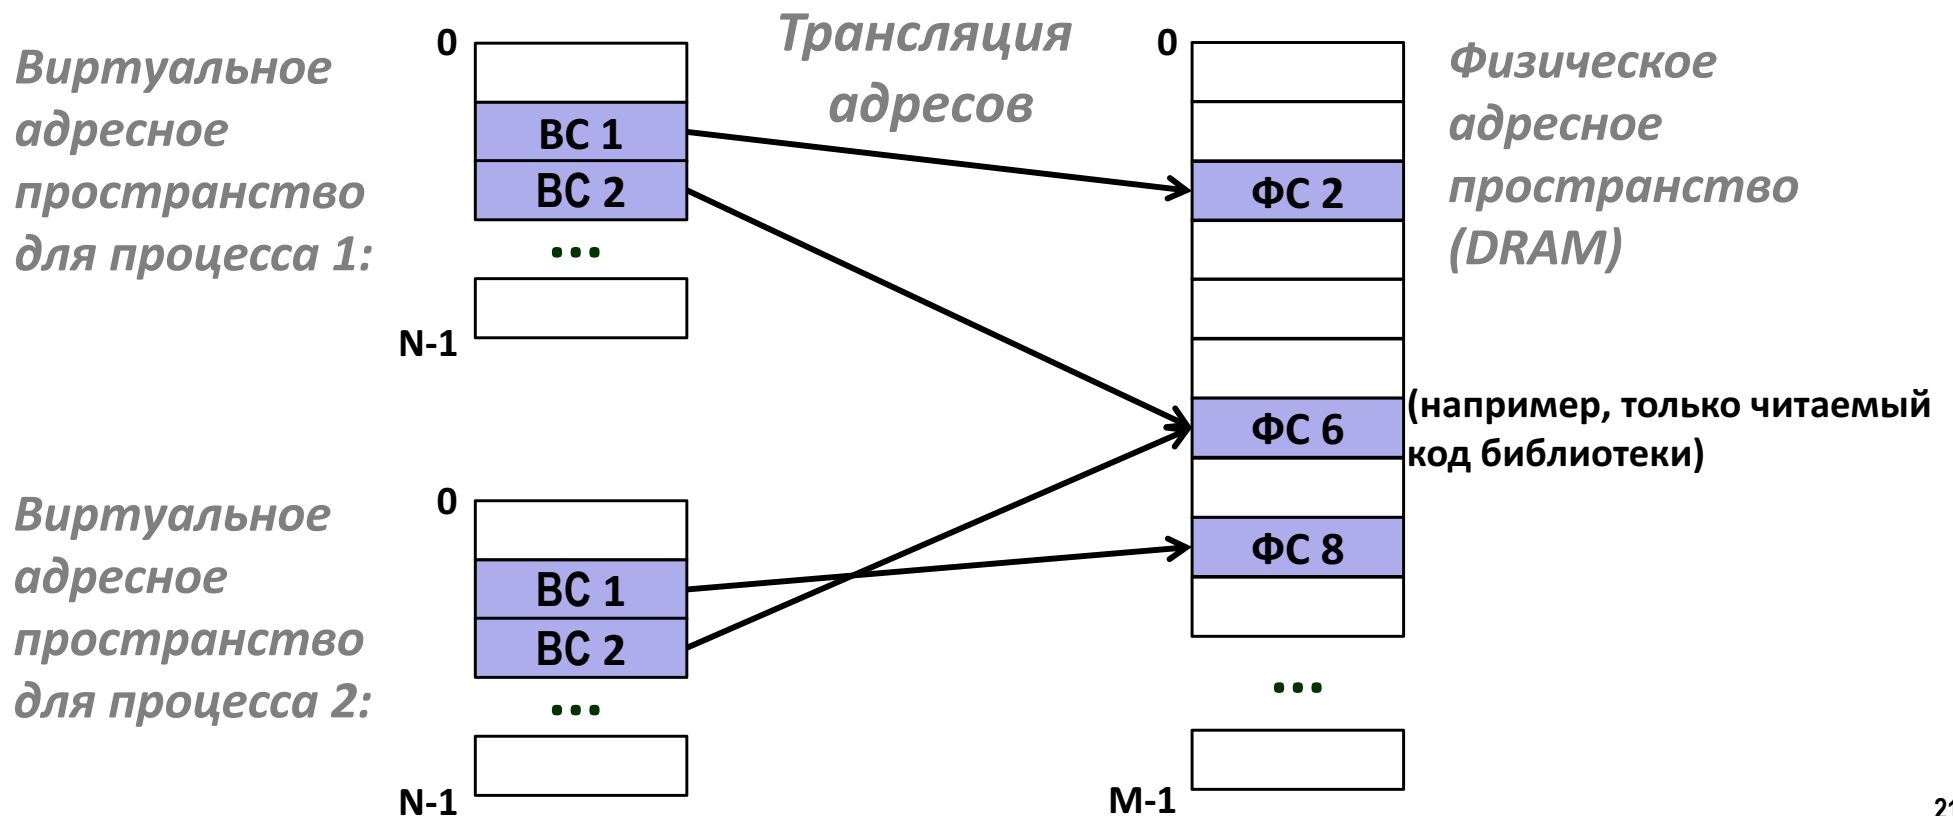 Виртуальное
адресное
пространство
для процесса 1:
0
ВС 1
ВС 2
...
N-1
Трансляция
адресов
0
ФС 2
ФС 6
ФС 8
...
M-1
Физическое
адресное
пространство
(DRAM)
(например, только читаемый
код библиотеки)
Виртуальное
адресное
пространство
для процесса 2:
0
ВС 1
ВС 2
...
N-1
21